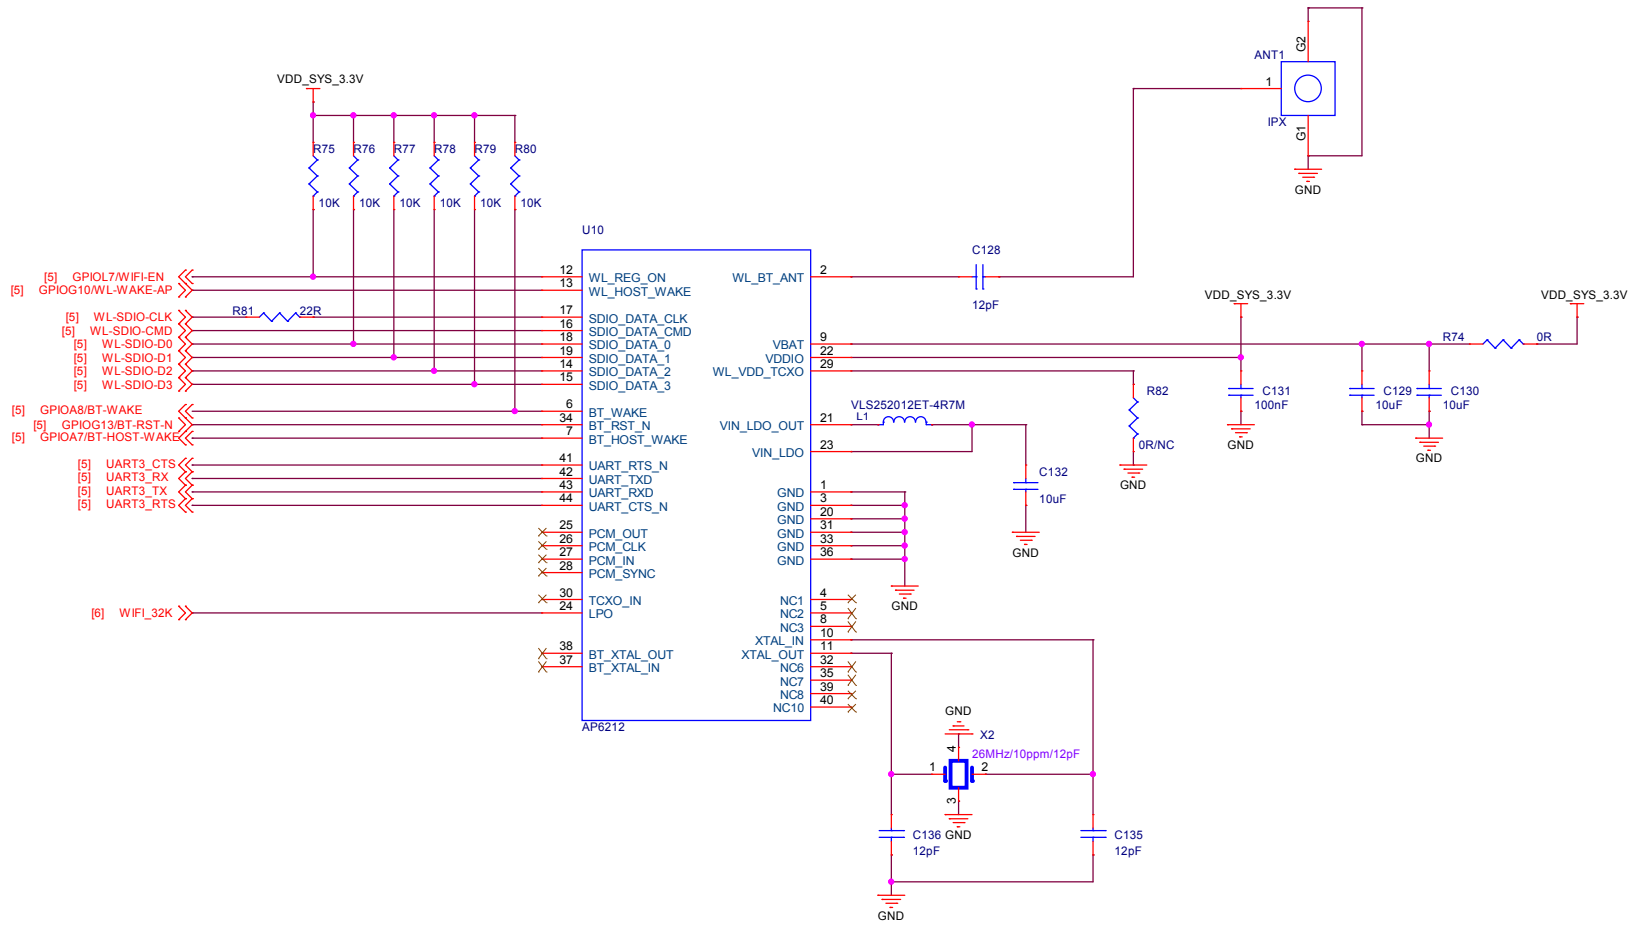 G2
ANT1
1
IPX
G1
GND
VDD_SYS_3.3V
R75 R76 R77 R78 R79 R80
10K 10K 10K 10K 10K 10K
U10
[5] GPIOL7/WIFI-EN 12 WL_REG_ON
[5] GPIOG10/WL-WAKE-AP 13 WL_HOST_WAKE
[5] WL-SDIO-CLK R81 22R 17 SDIO_DATA_CLK
[5] WL-SDIO-CMD 16 SDIO_DATA_CMD
[5] WL-SDIO-D0 18 SDIO_DATA_0
[5] WL-SDIO-D1 19 SDIO_DATA_1
[5] WL-SDIO-D2 14 SDIO_DATA_2
[5] WL-SDIO-D3 15 SDIO_DATA_3
[5] GPIOA8/BT-WAKE 6 BT_WAKE
[5] GPIOG13/BT-RST-N 34 BT_RST_N
[5] GPIOA7/BT-HOST-WAKE 7 BT_HOST_WAKE
[5] UART3_CTS 41 UART_RTS_N
[5] UART3_RX 42 UART_TXD
[5] UART3_TX 43 UART_RXD
[5] UART3_RTS 44 UART_CTS_N
25 PCM_OUT
26 PCM_CLK
27 PCM_IN
28 PCM_SYNC
30 TCXO_IN
[6] WIFI_32K 24 LPO
38 BT_XTAL_OUT
37 BT_XTAL_IN
AP6212
WL_BT_ANT 2
C128
12pF
VBAT 9
VDDIO 22
WL_VDD_TCXO 29
VIN_LDO_OUT 21
VIN_LDO 23
GND 1
GND 3
GND 20
GND 31
GND 33
GND 36
GND
NC1 4
NC2 5
NC3 8
XTAL_IN 10
XTAL_OUT 11
NC6 32
NC7 35
NC8 39
NC10 40
VLS252012ET-4R7M
L1
C132
10uF
GND
R82
0R/NC
GND
VDD_SYS_3.3V
C131
100nF
GND
VDD_SYS_3.3V
R74 0R
C129
10uF
C130
10uF
GND
GND
X2
26MHz/10ppm/12pF
4
1 2
3
GND
C136
12pF
C135
12pF
GND